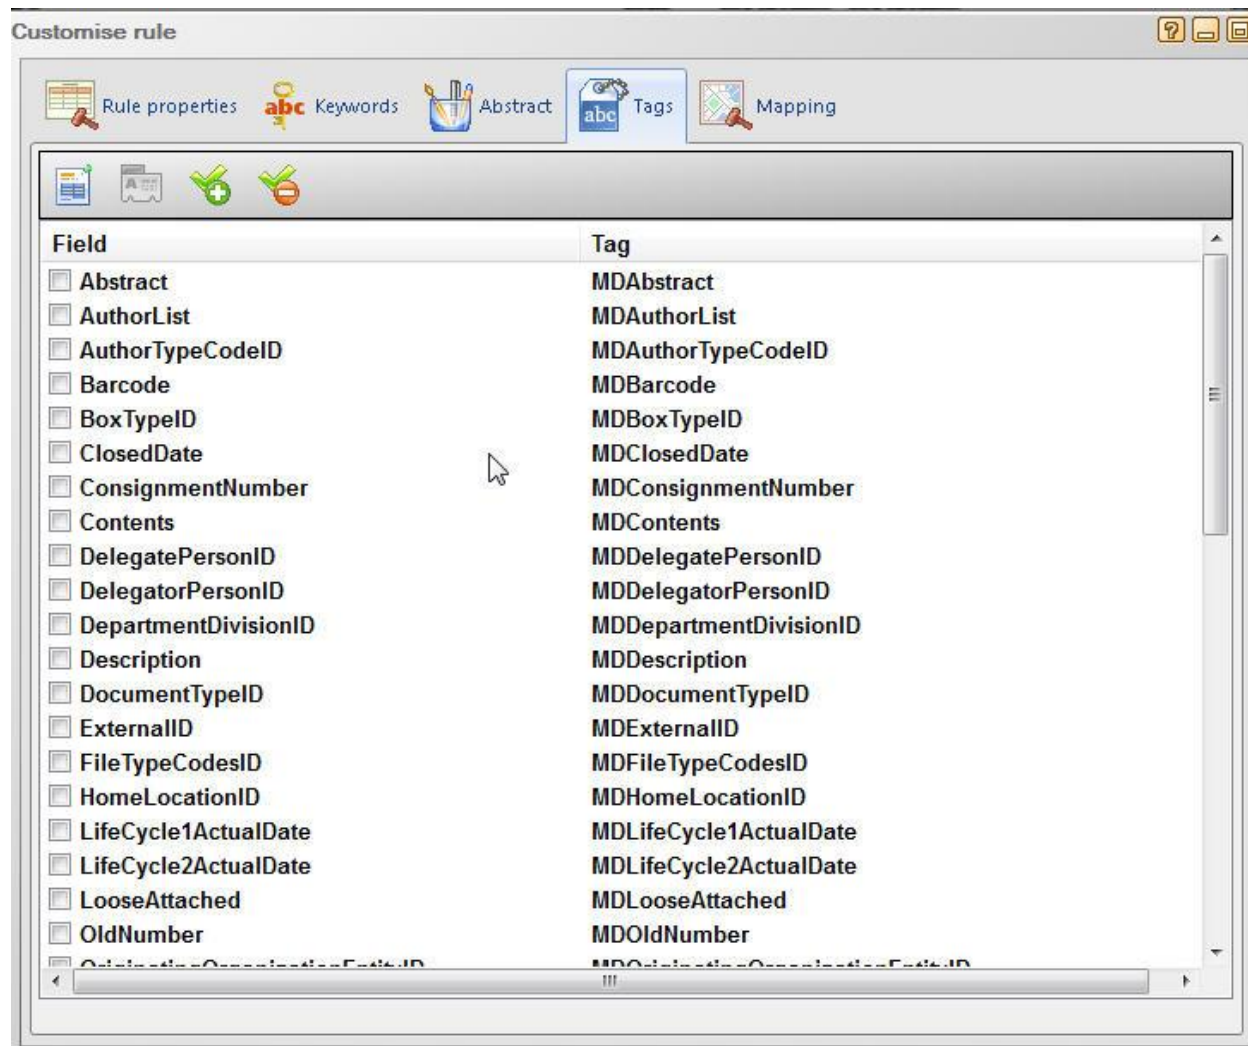 Customise rule
Rule properties abc Keywords Abstract abc Tags Mapping
Field Tag
Abstract MDAbstract
AuthorList MDAuthorList
AuthorTypeCodeID MDAuthorTypeCodeID
Barcode MDBarcode
BoxTypeID MDBoxTypeID
ClosedDate MDClosedDate
ConsignmentNumber MDConsignmentNumber
Contents MDContents
DelegatePersonID MDDelegatePersonID
DelegatorPersonID MDDelegatorPersonID
DepartmentDivisionID MDDepartmentDivisionID
Description MDDescription
DocumentTypeID MDDocumentTypeID
ExternalID MDExternalID
FileTypeCodesID MDFileTypeCodesID
HomeLocationID MDHomeLocationID
LifeCycle1ActualDate MDLifeCycle1ActualDate
LifeCycle2ActualDate MDLifeCycle2ActualDate
LooseAttached MDLooseAttached
OldNumber MDOldNumber
OriginatingOrganizationEntityID MDOriginatingOrganizationEntityID